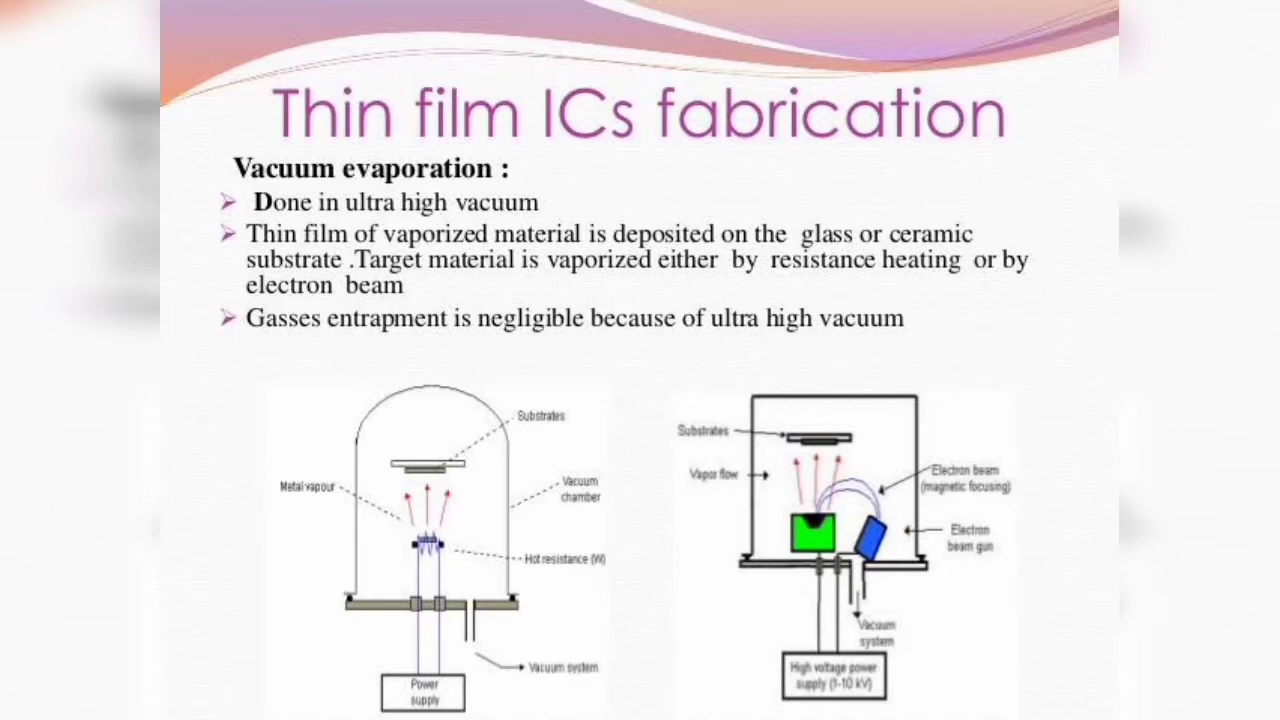 Thin film ICs fabrication
Vacuum evaporation :
Done in ultra high vacuum
Thin film of vaporized material is deposited on the glass or ceramic
substrate .Target material is vaporized either by resistance heating or by
electron beam
Gasses entrapment is negligible because of ultra high vacuum
Substrates
Metal vapour
Vacuum
chamber
Hot resistance (W)
Vacuum system
Power
supply
Substrates
Vapor flow
Electron beam
(magnetic focusing)
Electron
beam gun
Vacuum
system
High voltage power
supply (1-10 kV)